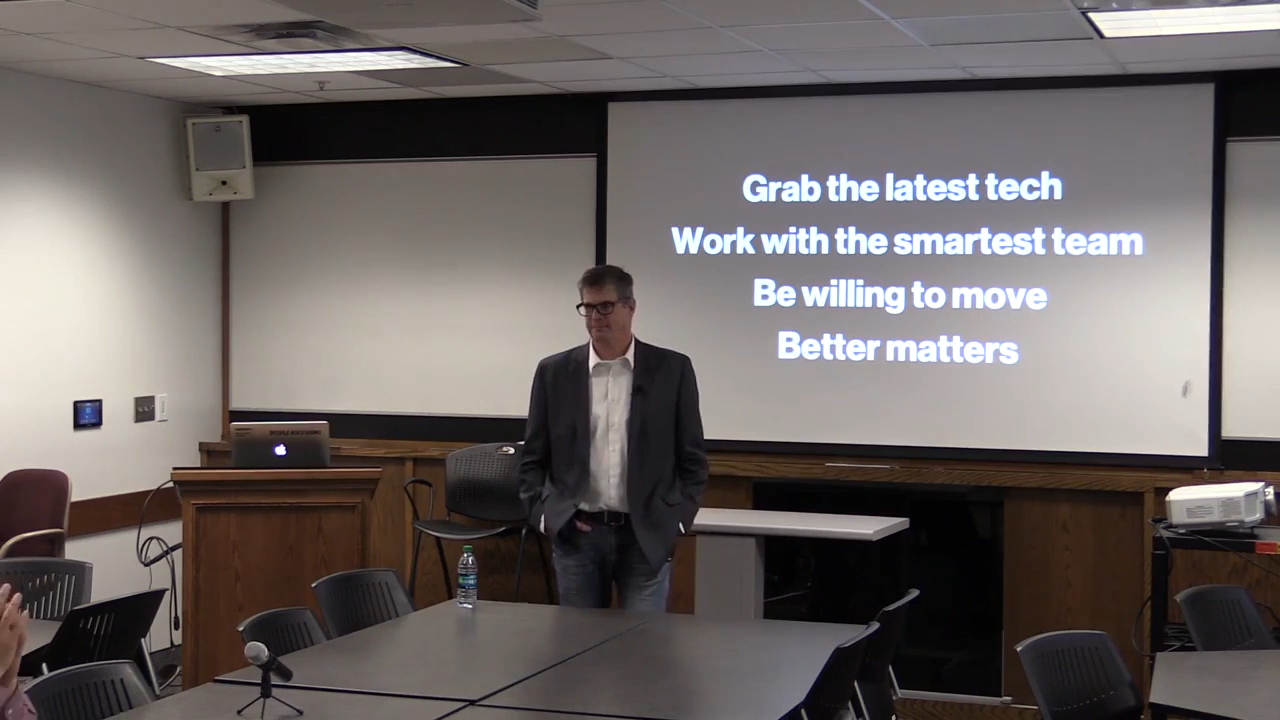 Grab the latest tech
Work with the smartest team
Be willing to move
Better matters